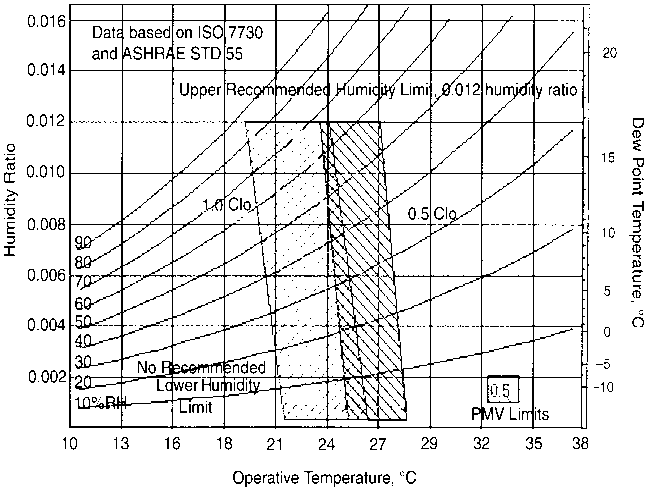 0.016
0.014
0.012
0.010
0.008
0.006
0.004
0.002
Humidity Ratio
Data based on ISO 7730
and ASHRAE STD 55
Upper Recommended Humidity Limit, 0.012 humidity ratio
1.0 Clo
0.5 Clo
90
80
70
60
50
40
30
20
10%RH
No Recommended
Lower Humidity
Limit
0.5
PMV Limits
20
15
10
5
0
-5
-10
Dew Point Temperature, °C
10 13 16 18 21 24 27 29 32 35 38
Operative Temperature, °C